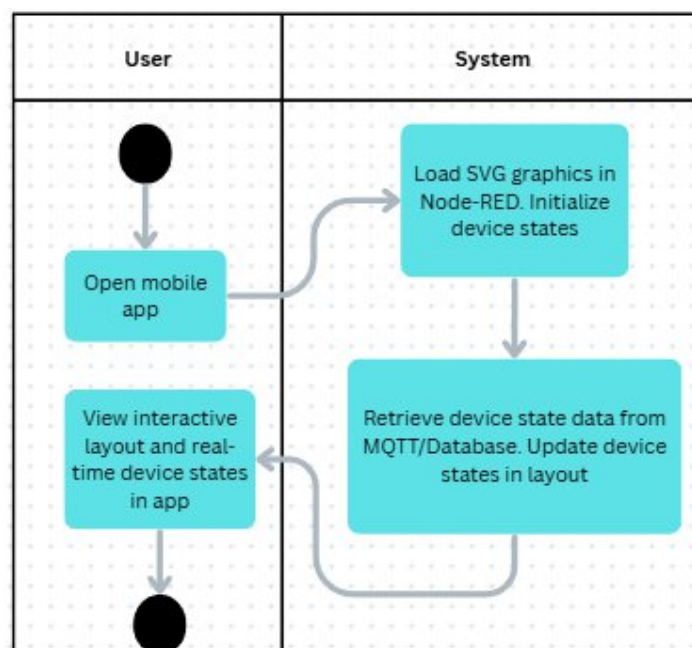 User
System
Load SVG graphics in
Node-RED. Initialize
device states
Open mobile
app
Retrieve device state data from
MQTT/Database. Update device
states in layout
View interactive
layout and real-
time device states
in app